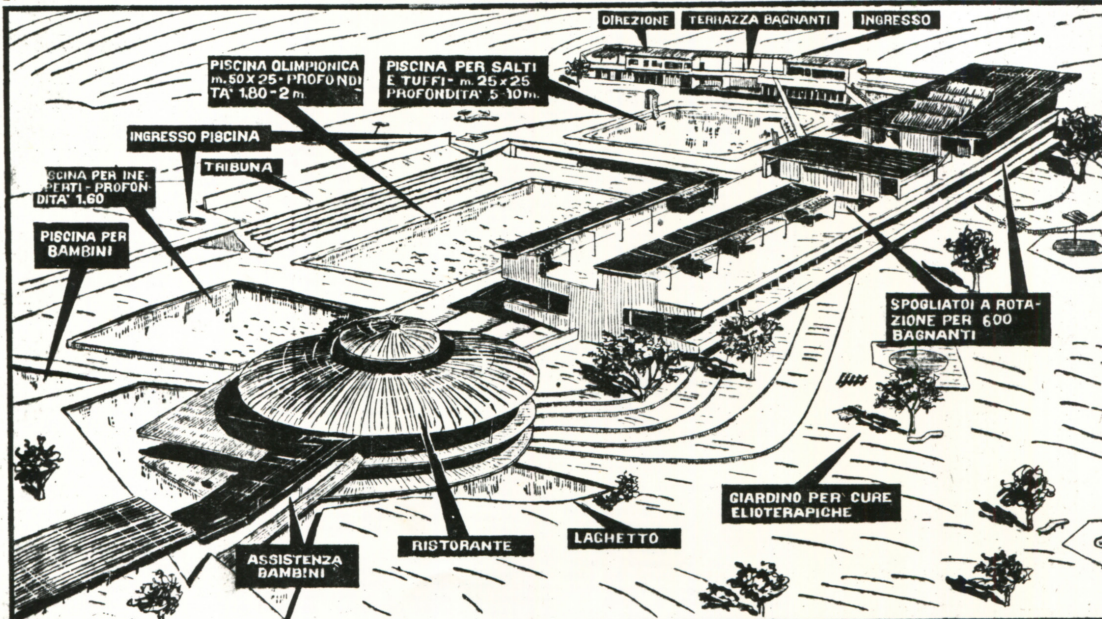 DIREZIONE
TERRAZZA BAGNANTI
INGRESSO
PISCINA OLIMPIONICA
m. 50 x 25 - PROFONDI
TA' 1.80 - 2 m.
PISCINA PER SALTI
E TUFFI - m. 25 x 25
PROFONDITA' 5-10 m.
INGRESSO PISCINA
TRIBUNA
SCINA PER INE-
PERTI - PROFON-
DITA' 1.60
PISCINA PER
BAMBINI
SPOGLIATOI A ROTA-
ZIONE PER 600
BAGNANTI
GIARDINO PER CURE
ELIOTERAPICHE
LAGHETTO
RISTORANTE
ASSISTENZA
BAMBINI